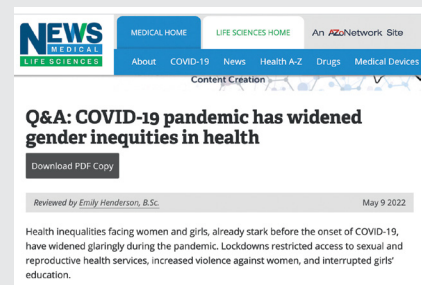 NEWS
MEDICAL
LIFE SCIENCES
MEDICAL HOME
LIFE SCIENCES HOME
An AZoNetwork Site
About COVID-19 News Health A-Z Drugs Medical Devices
Content Creation
Q&A: COVID-19 pandemic has widened
gender inequities in health
Download PDF Copy
Reviewed by Emily Henderson, B.Sc.
May 9 2022
Health inequalities facing women and girls, already stark before the onset of COVID-19,
have widened glaringly during the pandemic. Lockdowns restricted access to sexual and
reproductive health services, increased violence against women, and interrupted girls'
education.